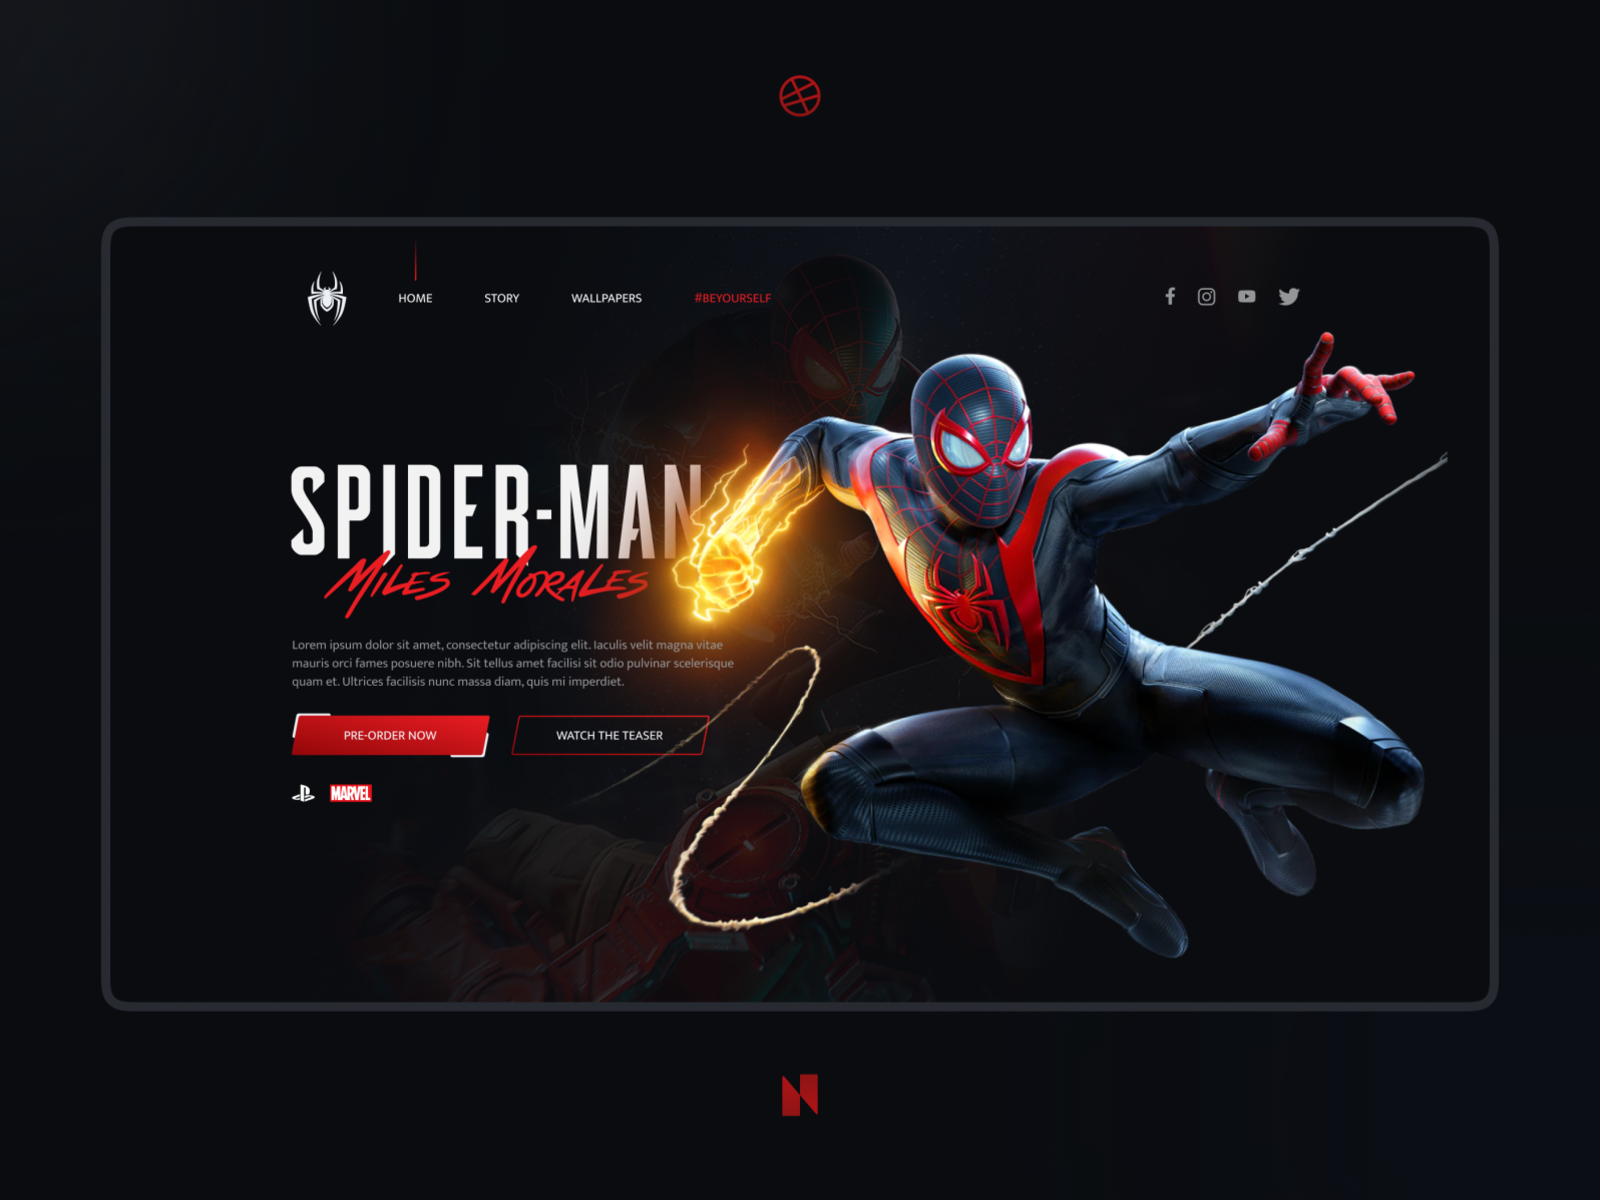 HOME
STORY
WALLPAPERS
#BEYOURSELF
SPIDER-MAN
MILES MORALES
Lorem ipsum dolor sit amet, consectetur adipiscing elit. Iaculis velit magna vitae
mauris orci fames posuere nibh. Sit tellus amet facilisi sit odio pulvinar scelerisque
quam et. Ultrices facilisis nunc massa diam, quis mi imperdiet.
PRE-ORDER NOW
WATCH THE TEASER
MARVEL
N